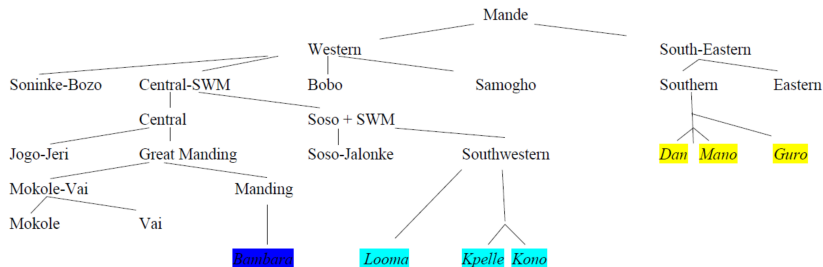 Mande
Western South-Eastern
Soninke-Bozo Central-SWM Bobo Samogho Southern Eastern
Central Soso + SWM
Jogo-Jeri Great Manding Soso-Jalonke Southwestern Dan Mano Guro
Mokole-Vai Manding
Mokole Vai
Bambara Looma Kpelle Kono